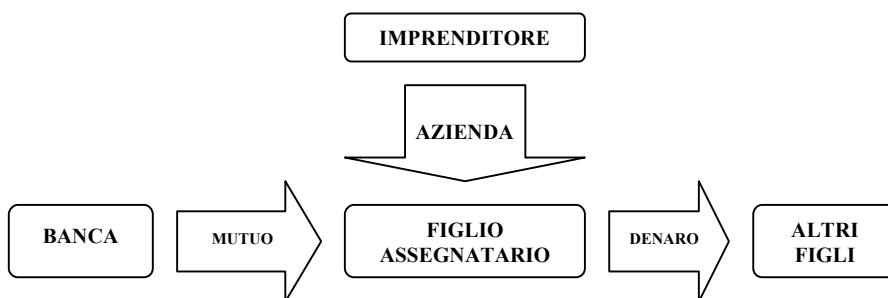 IMPRENDITORE
AZIENDA
BANCA
MUTUO
FIGLIO
ASSEGNATARIO
DENARO
ALTRI
FIGLI